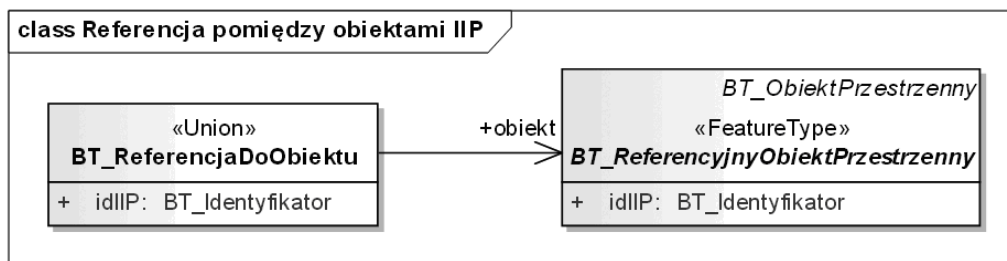 class Referencja pomiędzy obiektami IIP
«Union»
BT_ReferencjaDoObiektu
+ idIIP: BT_Identyfikator
+obiekt
BT_ObiektPrzestrzenny
«FeatureType»
BT_ReferencyjnyObiektPrzestrzenny
+ idIIP: BT_Identyfikator